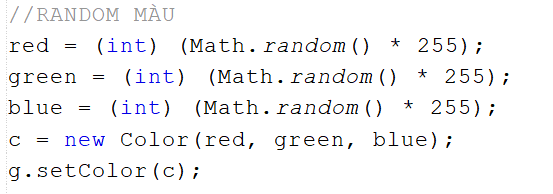 //RANDOM MÀU
red = (int) (Math.random() * 255);
green = (int) (Math.random() * 255);
blue = (int) (Math.random() * 255);
c = new Color(red, green, blue);
g.setColor(c);